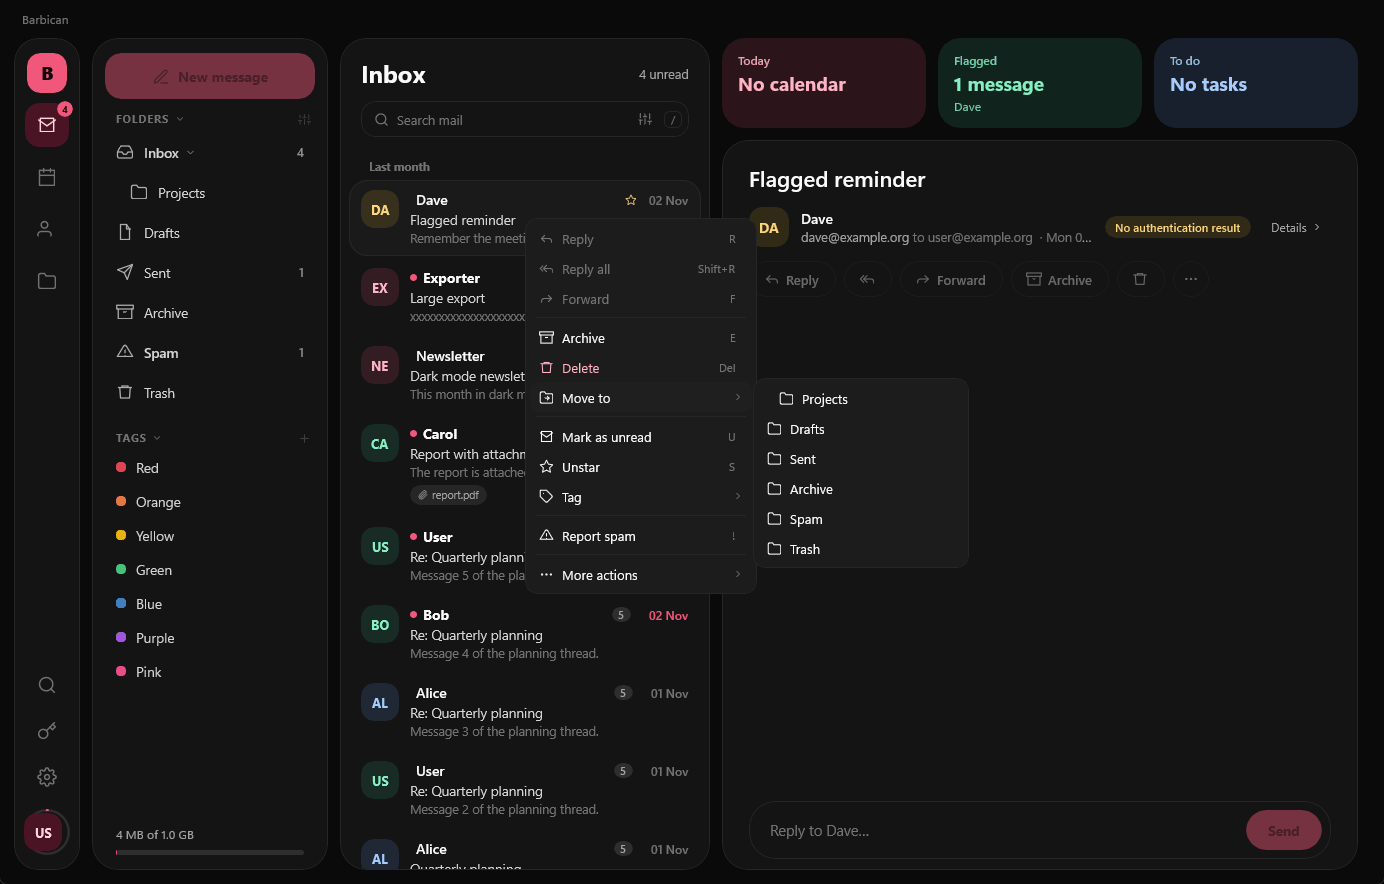 Barbican
B
4
US
New message
FOLDERS
Inbox 4
Projects
Drafts
Sent 1
Archive
Spam 1
Trash
TAGS
Red
Orange
Yellow
Green
Blue
Purple
Pink
4 MB of 1.0 GB
Inbox 4 unread
Search mail /
Last month
DA Dave 02 Nov
Flagged reminder
Remember the meeti
EX Exporter
Large export
xxxxxxxxxxxxxxxxxxx
NE Newsletter
Dark mode newslet
This month in dark m
CA Carol
Report with attachm
The report is attache
report.pdf
US User
Re: Quarterly plann
Message 5 of the pla
BO Bob 5 02 Nov
Re: Quarterly planning
Message 4 of the planning thread.
AL Alice 5 01 Nov
Re: Quarterly planning
Message 3 of the planning thread.
US User 5 01 Nov
Re: Quarterly planning
Message 2 of the planning thread.
AL Alice 5 01 Nov
Quarterly planning
Reply R
Reply all Shift+R
Forward F
Archive E
Delete Del
Move to
Mark as unread U
Unstar S
Tag
Report spam !
More actions
Projects
Drafts
Sent
Archive
Spam
Trash
Today
No calendar
Flagged
1 message
Dave
To do
No tasks
Flagged reminder
DA Dave
dave@example.org to user@example.org · Mon 0...
No authentication result
Details
Reply
Forward
Archive
Reply to Dave...
Send